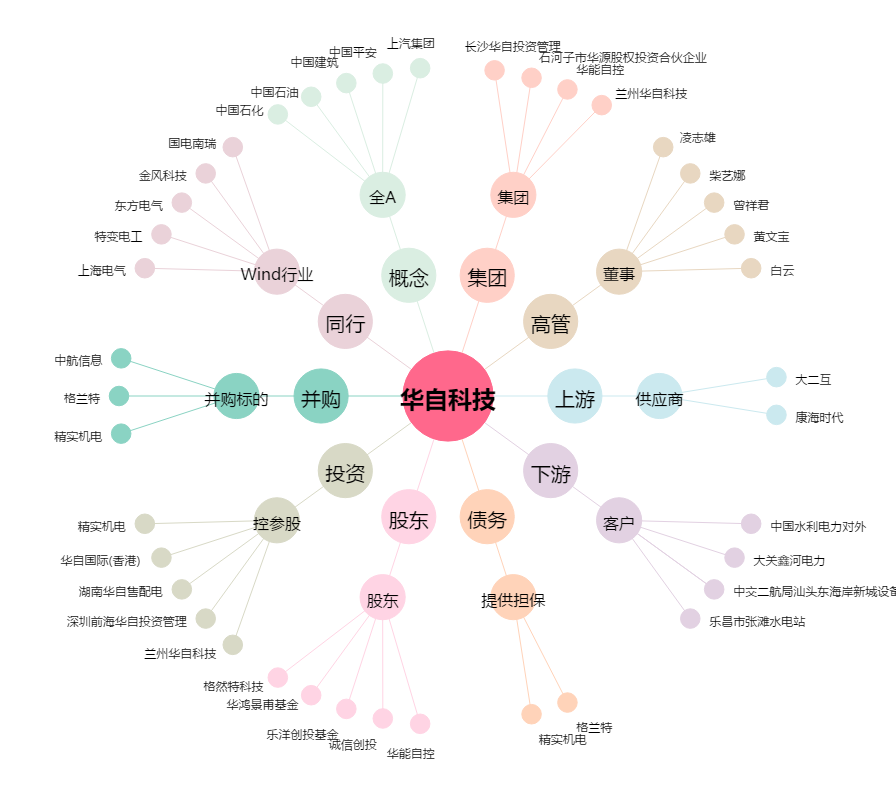 上汽集团
长沙华自投资管理
中国平安
石河子市华源股权投资合伙企业
中国建筑
华能自控
中国石油
兰州华自科技
中国石化
国电南瑞
凌志雄
金风科技
柴艺娜
全A
集团
东方电气
曾祥君
特变电工
黄文宝
上海电气
Wind行业
概念
集团
董事
白云
同行
高管
中航信息
大二互
格兰特
并购标的
并购
华自科技
上游
供应商
精实机电
康海时代
投资
下游
精实机电
控参股
股东
债务
客户
中国水利电力对外
华自国际(香港)
大关鑫河电力
湖南华自售配电
中交二航局汕头东海岸新城设备
股东
提供担保
深圳前海华自投资管理
乐昌市张滩水电站
兰州华自科技
格然特科技
华鸿景甫基金
格兰特
乐洋创投基金
诚信创投
精实机电
华能自控